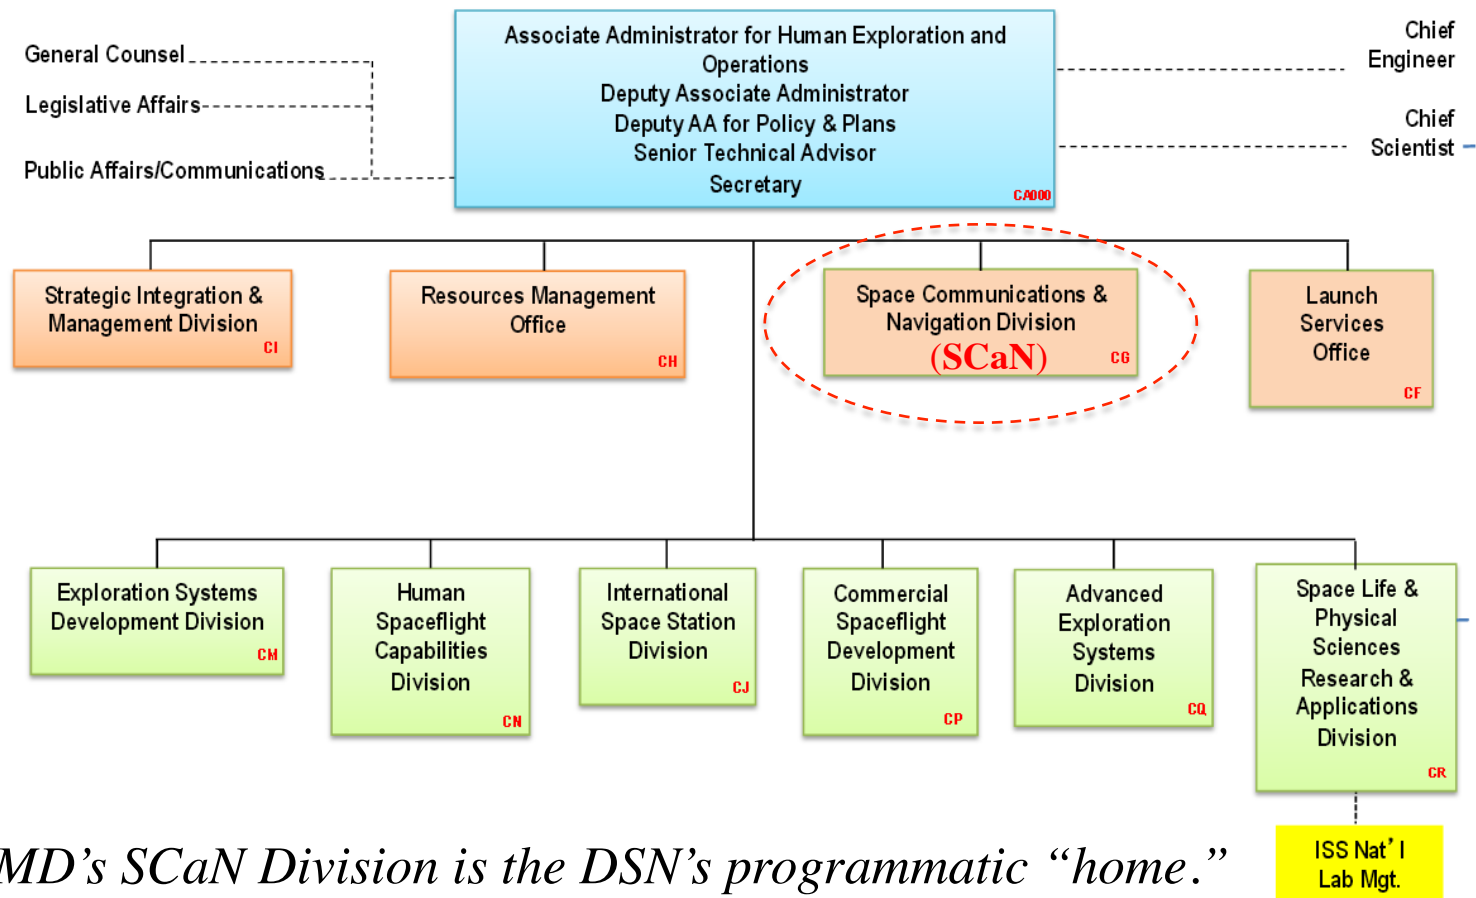 General Counsel
Legislative Affairs
Public Affairs/Communications
Associate Administrator for Human Exploration and
Operations
Deputy Associate Administrator
Deputy AA for Policy & Plans
Senior Technical Advisor
Secretary
CA000
Chief
Engineer
Chief
Scientist
Strategic Integration &
Management Division
CI
Resources Management
Office
CH
Space Communications &
Navigation Division
(SCaN)
CG
Launch
Services
Office
CF
Exploration Systems
Development Division
CM
Human
Spaceflight
Capabilities
Division
CN
International
Space Station
Division
CJ
Commercial
Spaceflight
Development
Division
CP
Advanced
Exploration
Systems
Division
CQ
Space Life &
Physical
Sciences
Research &
Applications
Division
CR
ISS Nat’l
Lab Mgt.
MD’s SCaN Division is the DSN’s programmatic “home.”